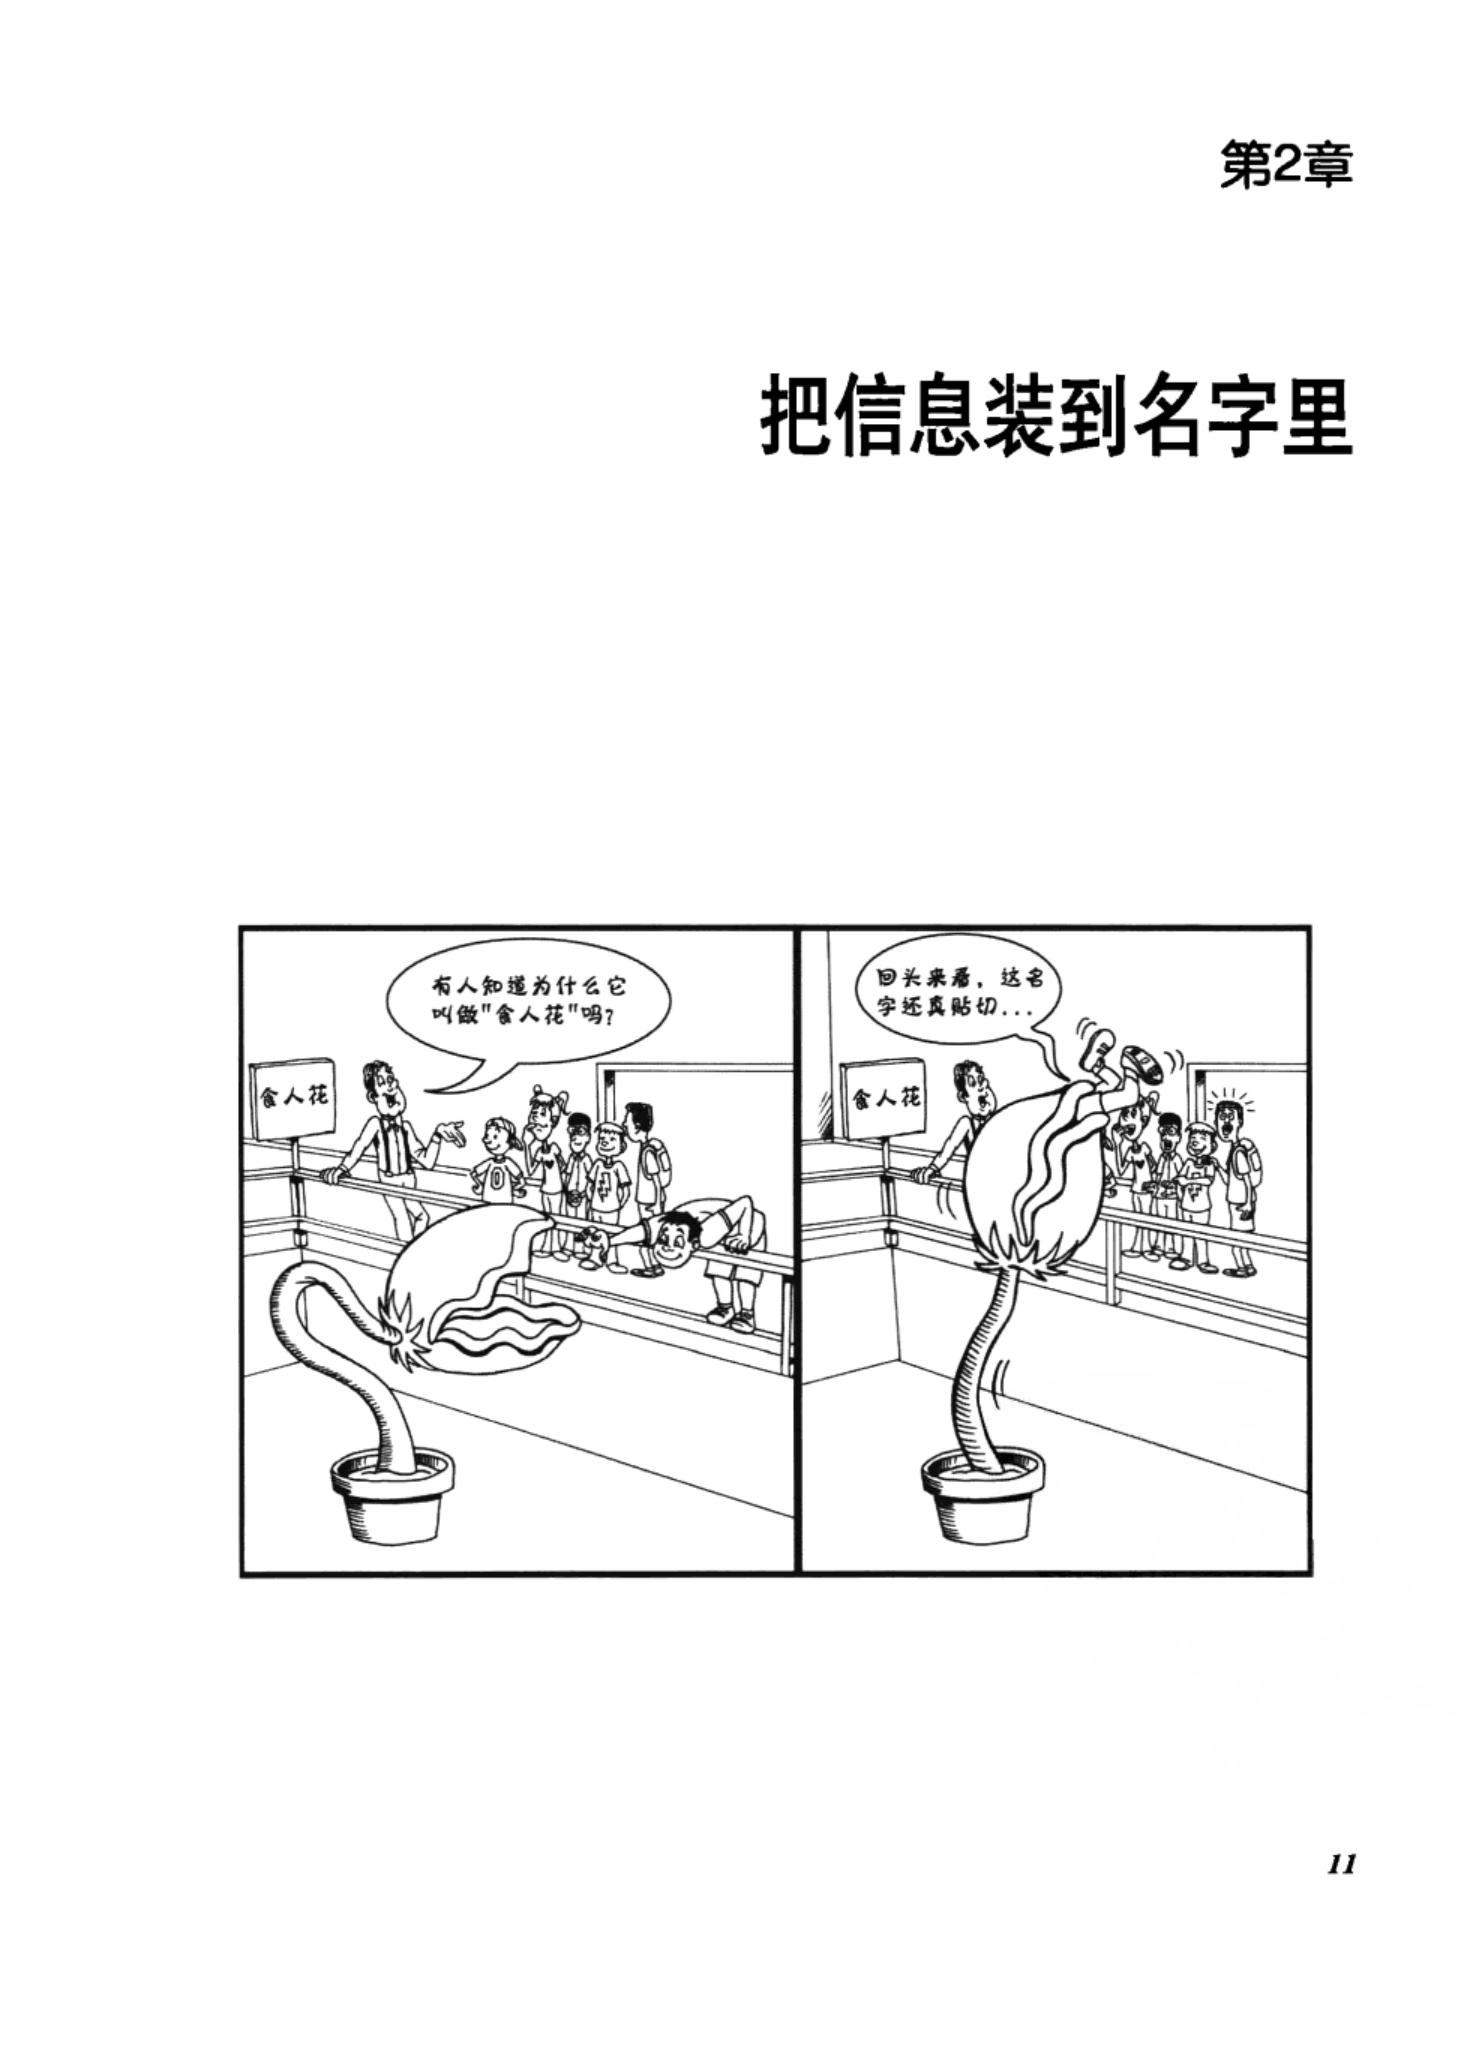 第2章
把信息装到名字里
有人知道为什么它
叫做"食人花"吗?
食人花
回头来看，这名
字还真贴切...
食人花
11